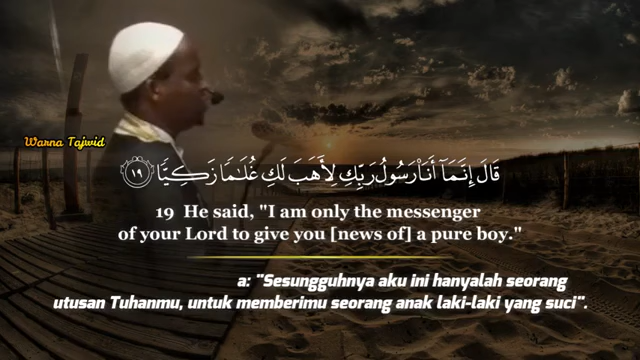 Warna Tajwid
قَالَ إِنَّمَآ أَنَا۠ رَسُولُ رَبِّكِ لِأَهَبَ لَكِ غُلَـٰمًا زَكِيًّا ١٩
19 He said, "I am only the messenger
of your Lord to give you [news of] a pure boy."
a: "Sesungguhnya aku ini hanyalah seorang
utusan Tuhanmu, untuk memberimu seorang anak laki-laki yang suci".